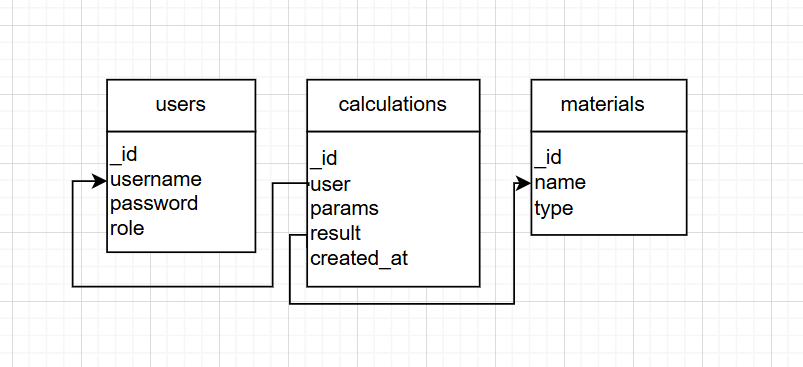 users
_id
username
password
role
calculations
_id
user
params
result
created_at
materials
_id
name
type